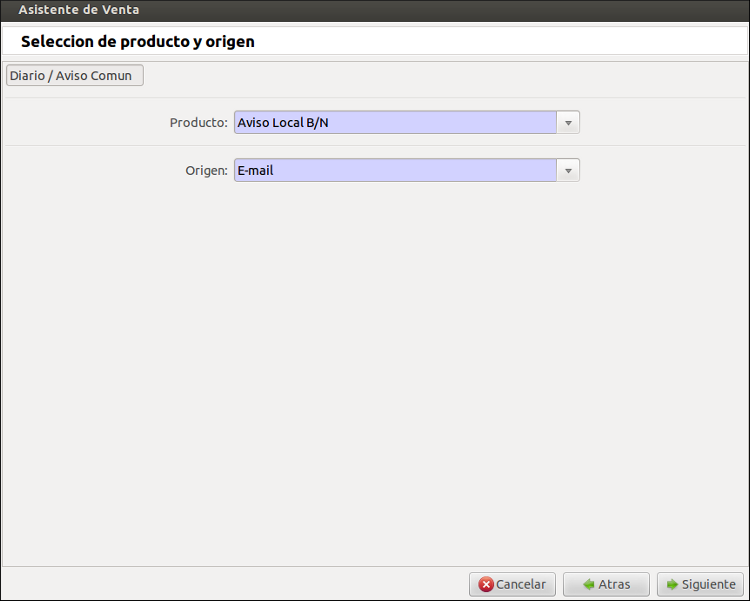 Asistente de Venta
Seleccion de producto y origen
Diario / Aviso Comun
Producto: Aviso Local B/N
Origen: E-mail
Cancelar Atras Siguiente